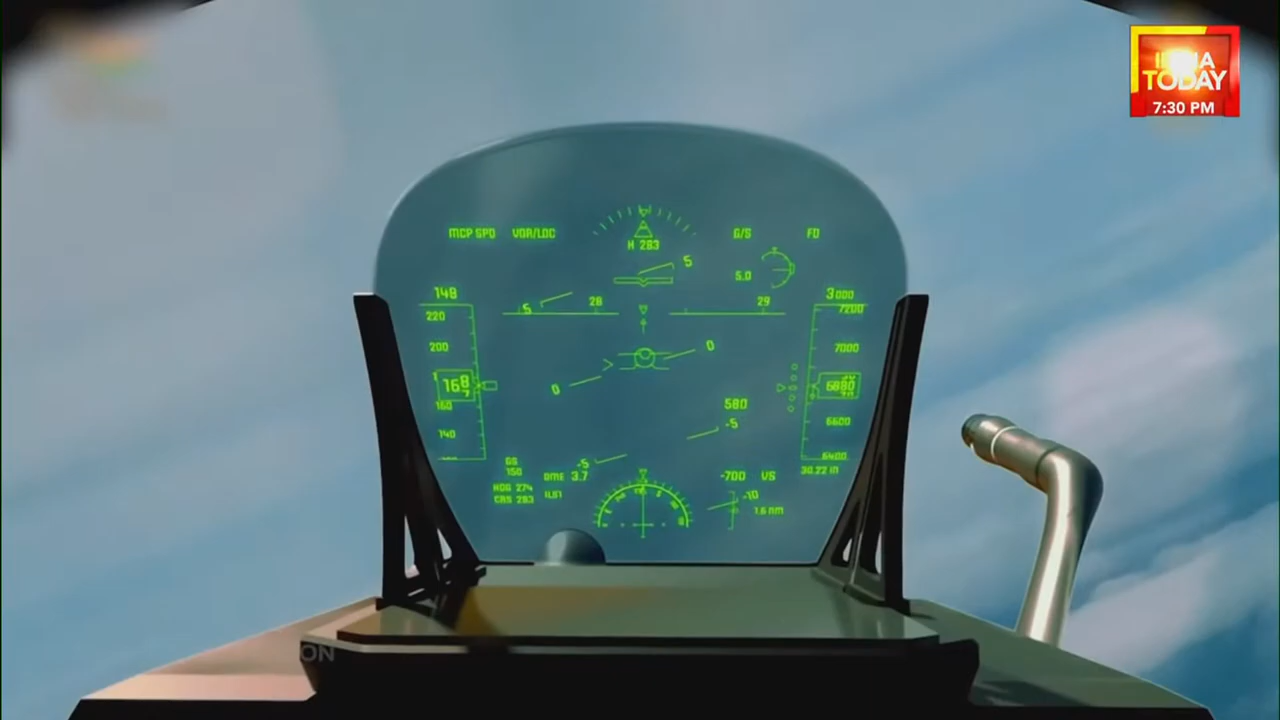 INDIA
TODAY
7:30 PM
MCP SPD VOR/LOC G/S FD
H 283
5
5.0
148 3000
5 28 29
220 7200
200 7000
0
168 6880
0
160 580 6600
140 -5
6400
GS -5
150 DME 3.7 -700 VS 30.22 IN
HDG 274
CRS 283 -10
1.6 NM
ON